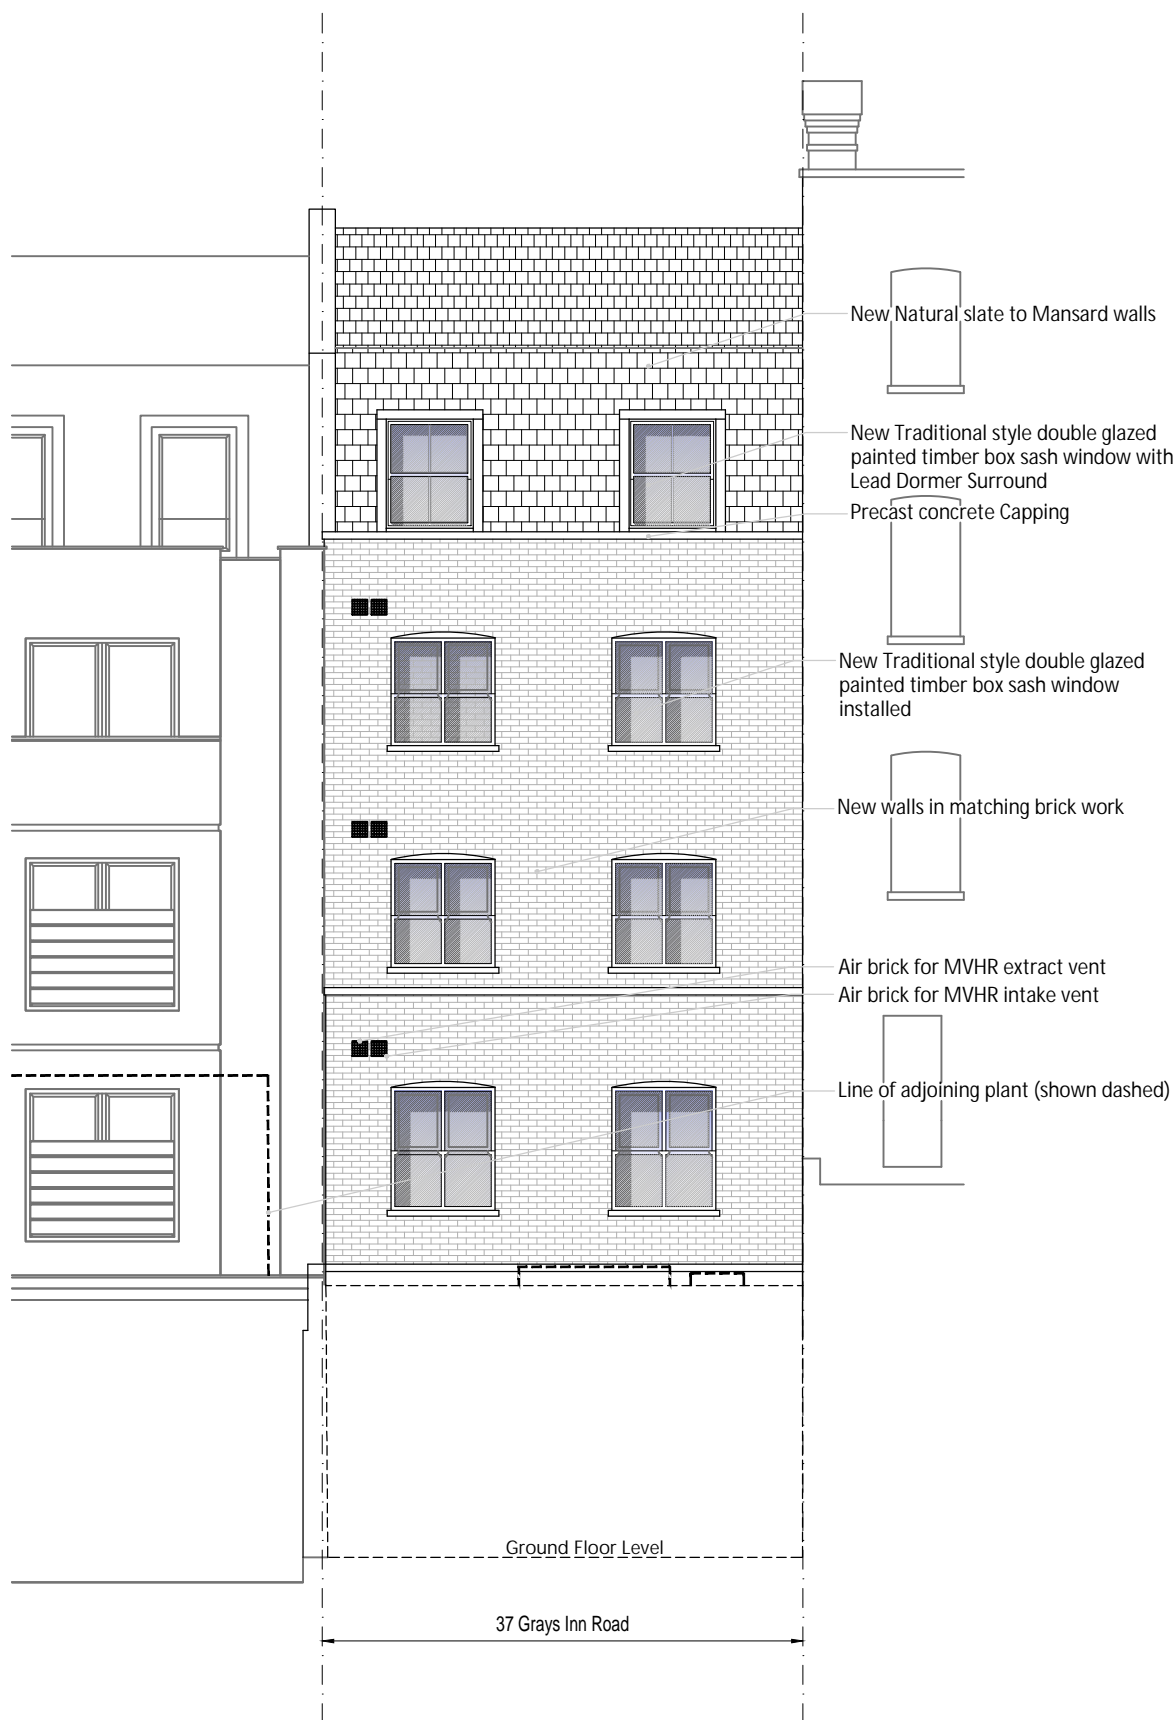 New Natural slate to Mansard walls
New Traditional style double glazed
painted timber box sash window with
Lead Dormer Surround
Precast concrete Capping
New Traditional style double glazed
painted timber box sash window
installed
New walls in matching brick work
Air brick for MVHR extract vent
Air brick for MVHR intake vent
Line of adjoining plant (shown dashed)
Ground Floor Level
37 Grays Inn Road